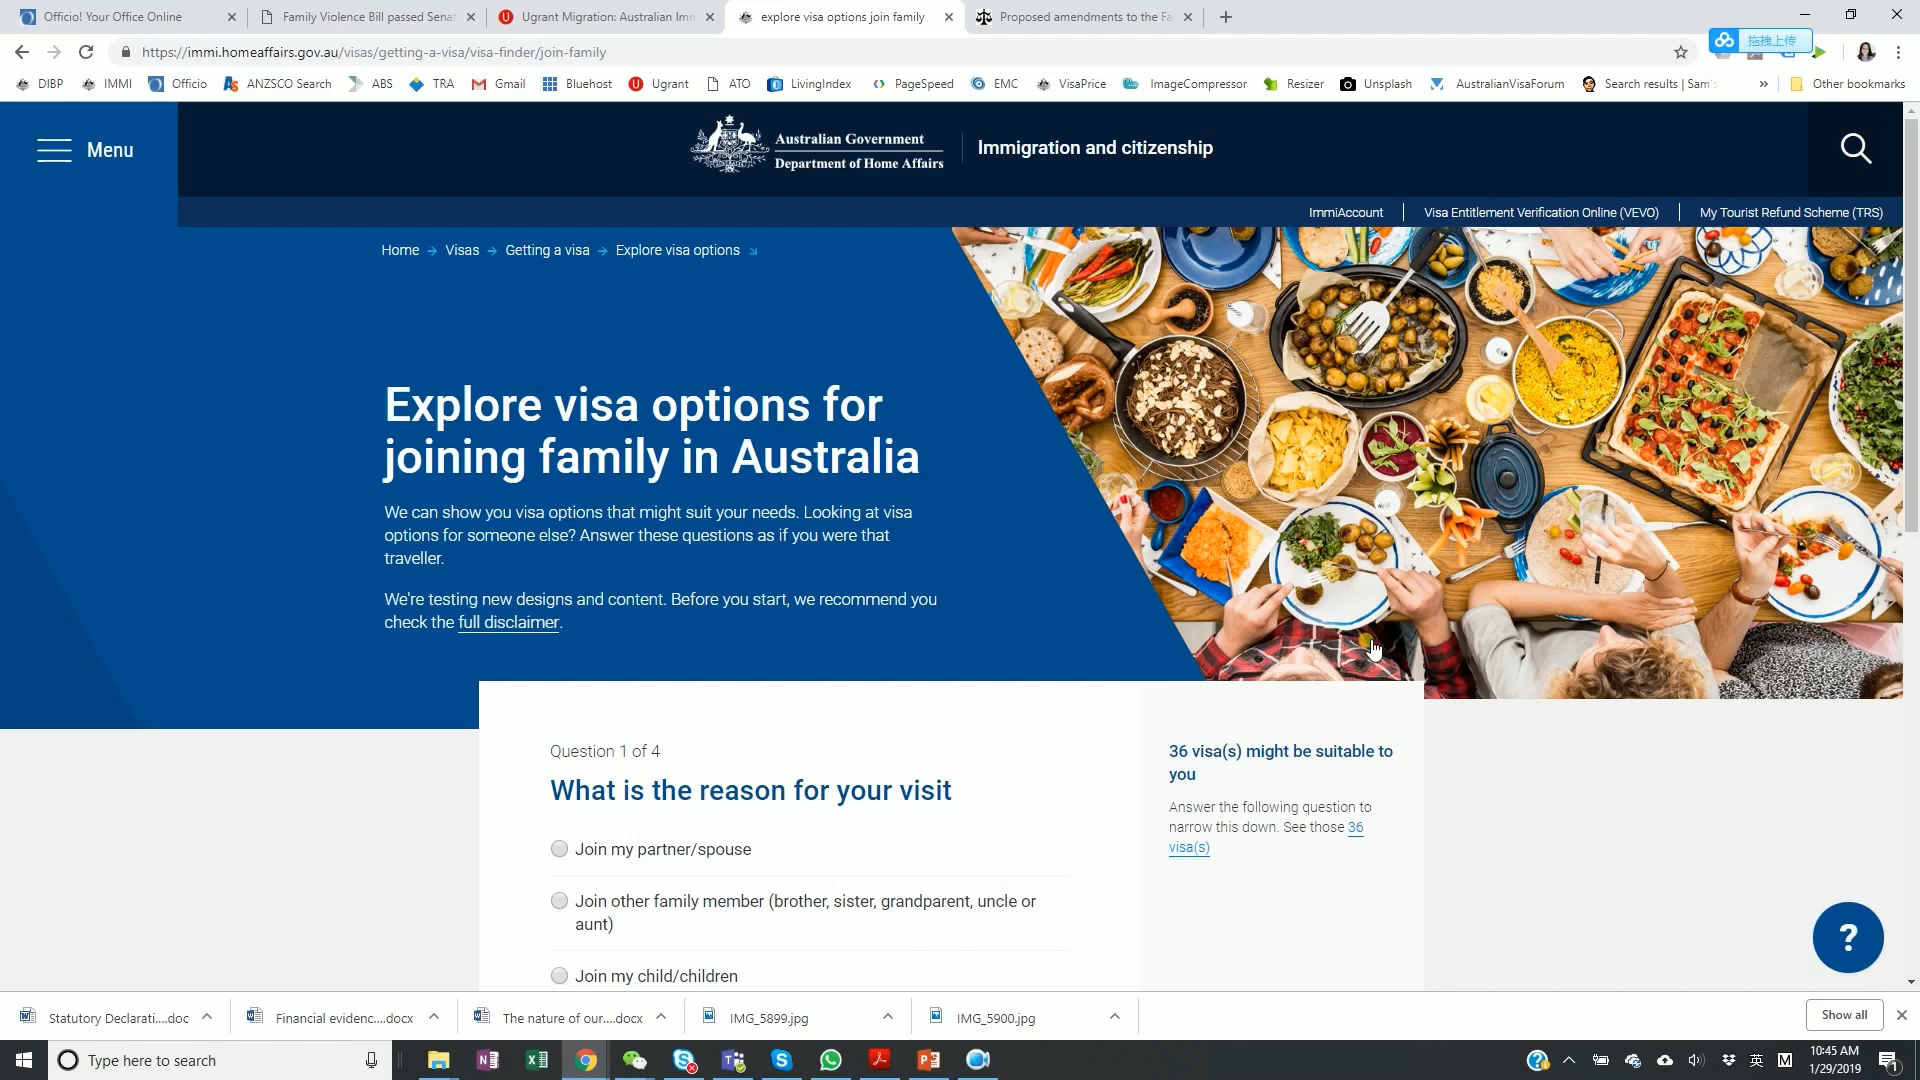 Officio! Your Office Online
Family Violence Bill passed Senat
Ugrant Migration: Australian Imm
explore visa options join family
Proposed amendments to the Fa
https://immi.homeaffairs.gov.au/visas/getting-a-visa/visa-finder/join-family
拖拽上传
DIBP
IMMI
Officio
ANZSCO Search
ABS
TRA
Gmail
Bluehost
Ugrant
ATO
LivingIndex
PageSpeed
EMC
VisaPrice
ImageCompressor
Resizer
Unsplash
AustralianVisaForum
Search results | Sam's
Other bookmarks
Menu
Australian Government
Department of Home Affairs
Immigration and citizenship
ImmiAccount
Visa Entitlement Verification Online (VEVO)
My Tourist Refund Scheme (TRS)
Home
Visas
Getting a visa
Explore visa options
Explore visa options for
joining family in Australia
We can show you visa options that might suit your needs. Looking at visa
options for someone else? Answer these questions as if you were that
traveller.
We're testing new designs and content. Before you start, we recommend you
check the full disclaimer.
Question 1 of 4
What is the reason for your visit
Join my partner/spouse
Join other family member (brother, sister, grandparent, uncle or
aunt)
Join my child/children
36 visa(s) might be suitable to
you
Answer the following question to
narrow this down. See those 36
visa(s)
?
Statutory Declarati....doc
Financial evidenc....docx
The nature of our....docx
IMG_5899.jpg
IMG_5900.jpg
Show all
Type here to search
英
M
10:45 AM
1/29/2019